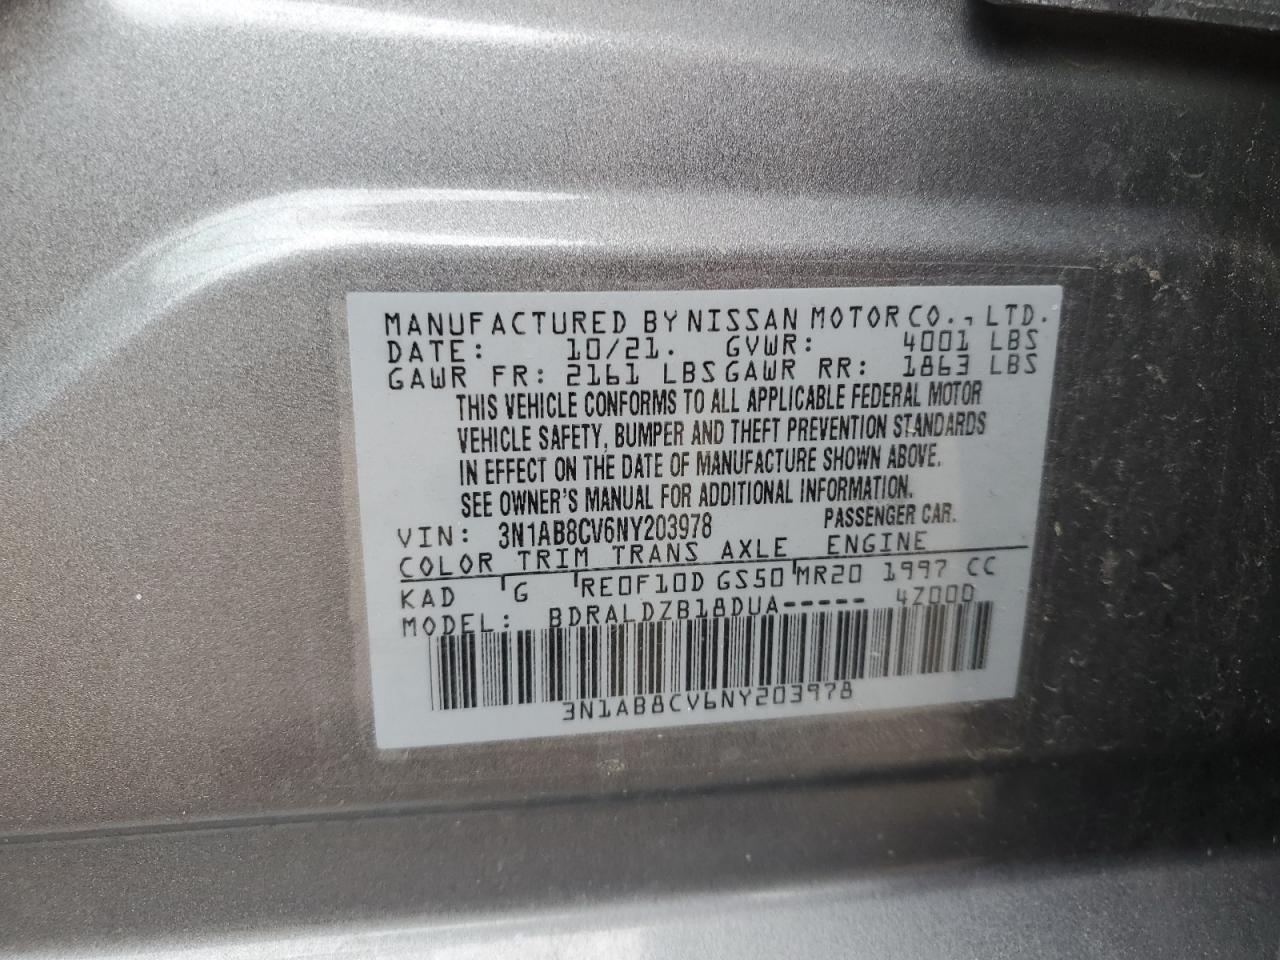 MANUFACTURED BY NISSAN MOTOR CO., LTD.
DATE: 10/21. GVWR: 4001 LBS
GAWR FR: 2161 LBS GAWR RR: 1863 LBS
THIS VEHICLE CONFORMS TO ALL APPLICABLE FEDERAL MOTOR
VEHICLE SAFETY, BUMPER AND THEFT PREVENTION STANDARDS
IN EFFECT ON THE DATE OF MANUFACTURE SHOWN ABOVE.
SEE OWNER'S MANUAL FOR ADDITIONAL INFORMATION.
VIN: 3N1AB8CV6NY203978 PASSENGER CAR.
COLOR TRIM TRANS AXLE ENGINE
KAD G RE0F10D GS50 MR20 1997 CC
MODEL: BDRALDZB18DUA----- 4Z000
3N1AB8CV6NY203978